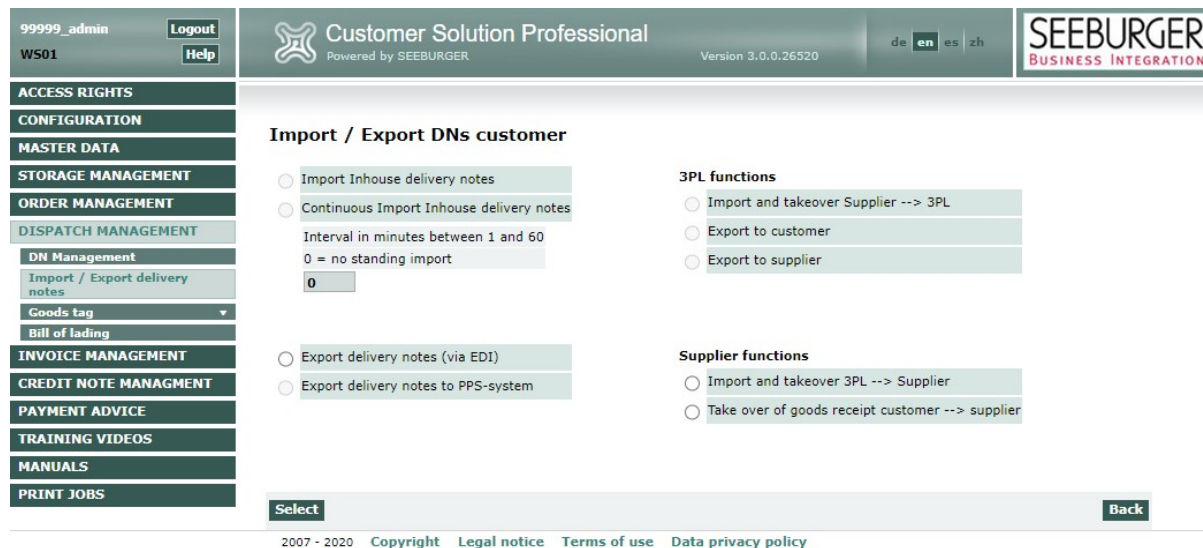 99999_admin Logout
WS01 Help
Customer Solution Professional
Powered by SEEBURGER Version 3.0.0.26520
de en es zh
SEEBURGER
BUSINESS INTEGRATION
ACCESS RIGHTS
CONFIGURATION
MASTER DATA
STORAGE MANAGEMENT
ORDER MANAGEMENT
DISPATCH MANAGEMENT
DN Management
Import / Export delivery
notes
Goods tag
Bill of lading
INVOICE MANAGEMENT
CREDIT NOTE MANAGMENT
PAYMENT ADVICE
TRAINING VIDEOS
MANUALS
PRINT JOBS
Import / Export DNs customer
Import Inhouse delivery notes
Continuous Import Inhouse delivery notes
Interval in minutes between 1 and 60
0 = no standing import
0
3PL functions
Import and takeover Supplier --> 3PL
Export to customer
Export to supplier
Export delivery notes (via EDI)
Export delivery notes to PPS-system
Supplier functions
Import and takeover 3PL --> Supplier
Take over of goods receipt customer --> supplier
Select Back
2007 - 2020 Copyright Legal notice Terms of use Data privacy policy